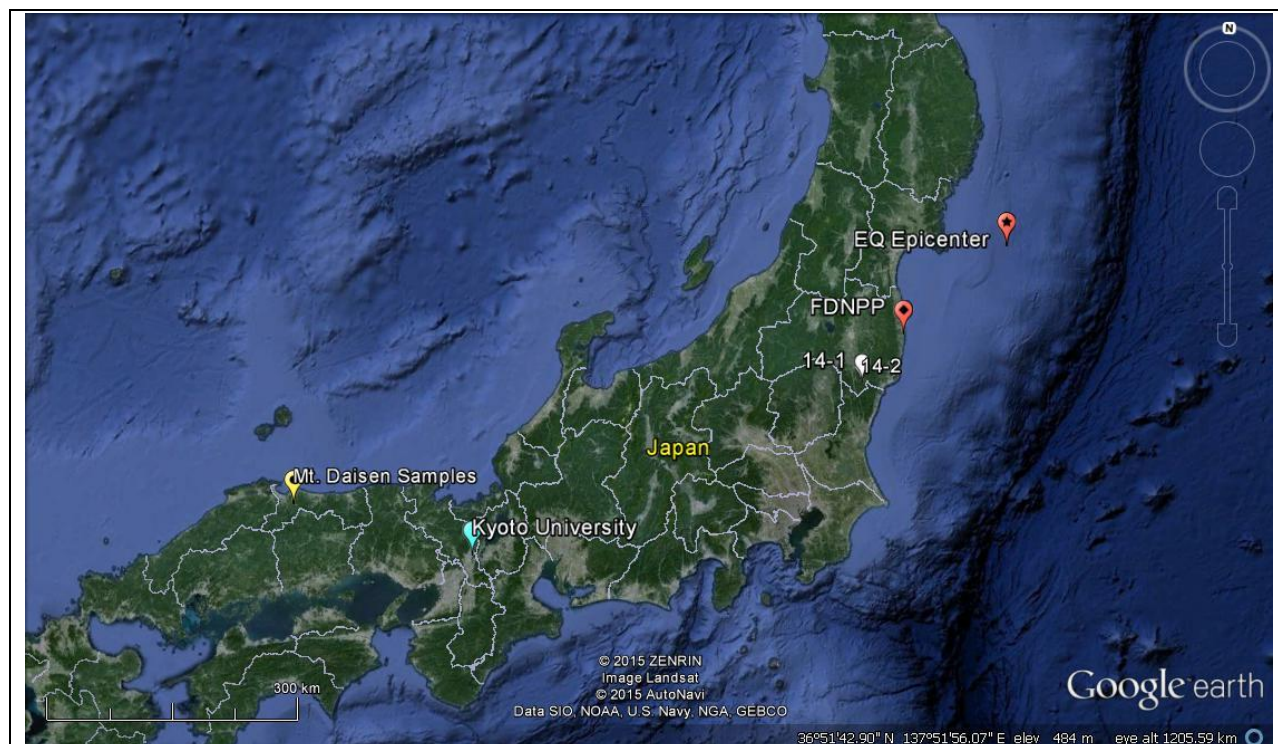 N
EQ Epicenter
FDNPP
14-1 14-2
Japan
Mt. Daisen Samples
Kyoto University
© 2015 ZENRIN
Image Landsat
© 2015 AutoNavi
Data SIO, NOAA, U.S. Navy, NGA, GEBCO
300 km
Google earth
36°51'42.90" N 137°51'56.07" E elev 484 m eye alt 1205.59 km